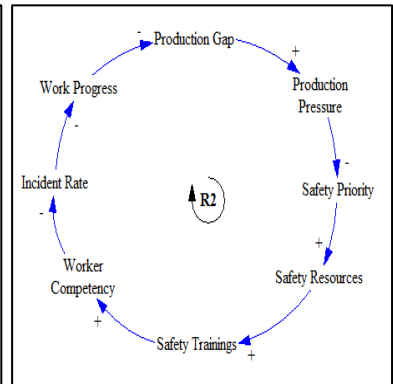 -
Production Gap
+
Production
Pressure
-
Safety Priority
+
Safety Resources
+
Safety Trainings
+
Worker
Competency
-
Incident Rate
-
Work Progress
R2